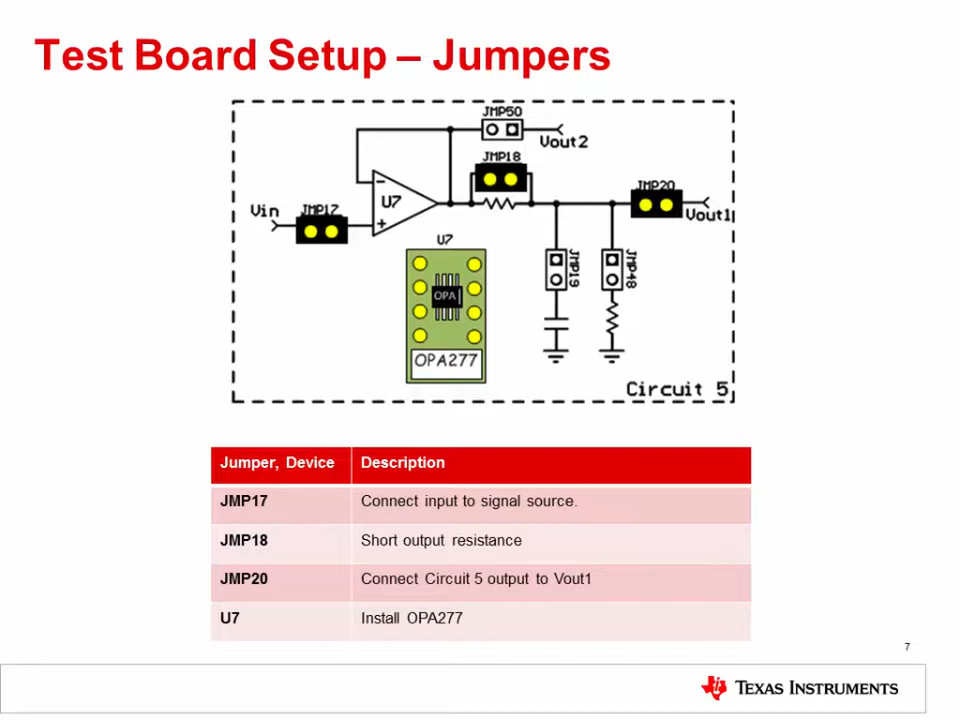 Test Board Setup – Jumpers
JMP50
Vout2
JMP18
JMP20
Vin
JMP17
U7
Vout1
U7
JMP19
JMP48
OPA
OPA277
Circuit 5
Jumper, Device Description
JMP17 Connect input to signal source.
JMP18 Short output resistance
JMP20 Connect Circuit 5 output to Vout1
U7 Install OPA277
7
TEXAS INSTRUMENTS